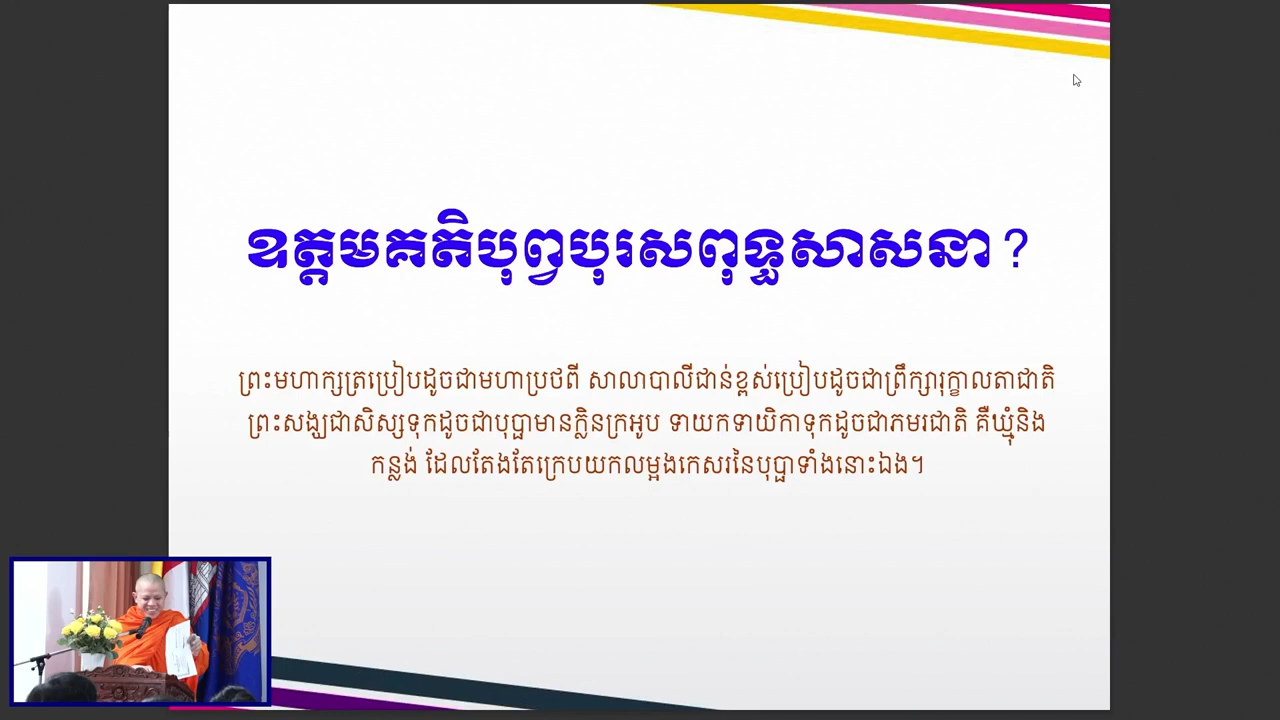 ឧត្តមគតិបុព្វបុរសពុទ្ធសាសនា?
ព្រះមហាក្សត្រប្រៀបដូចជាមហាប្រថពី សាលាបាលីជាន់ខ្ពស់ប្រៀបដូចជាព្រឹក្សារុក្ខាលតាជាតិ
ព្រះសង្ឃជាសិស្សទុកដូចជាបុប្ផាមានក្លិនក្រអូប ទាយកទាយិកាទុកដូចជាភមរជាតិ គឺឃ្មុំនិង
កន្លង់ ដែលតែងតែក្រេបយកលម្អងកេសរនៃបុប្ផាទាំងនោះឯង។